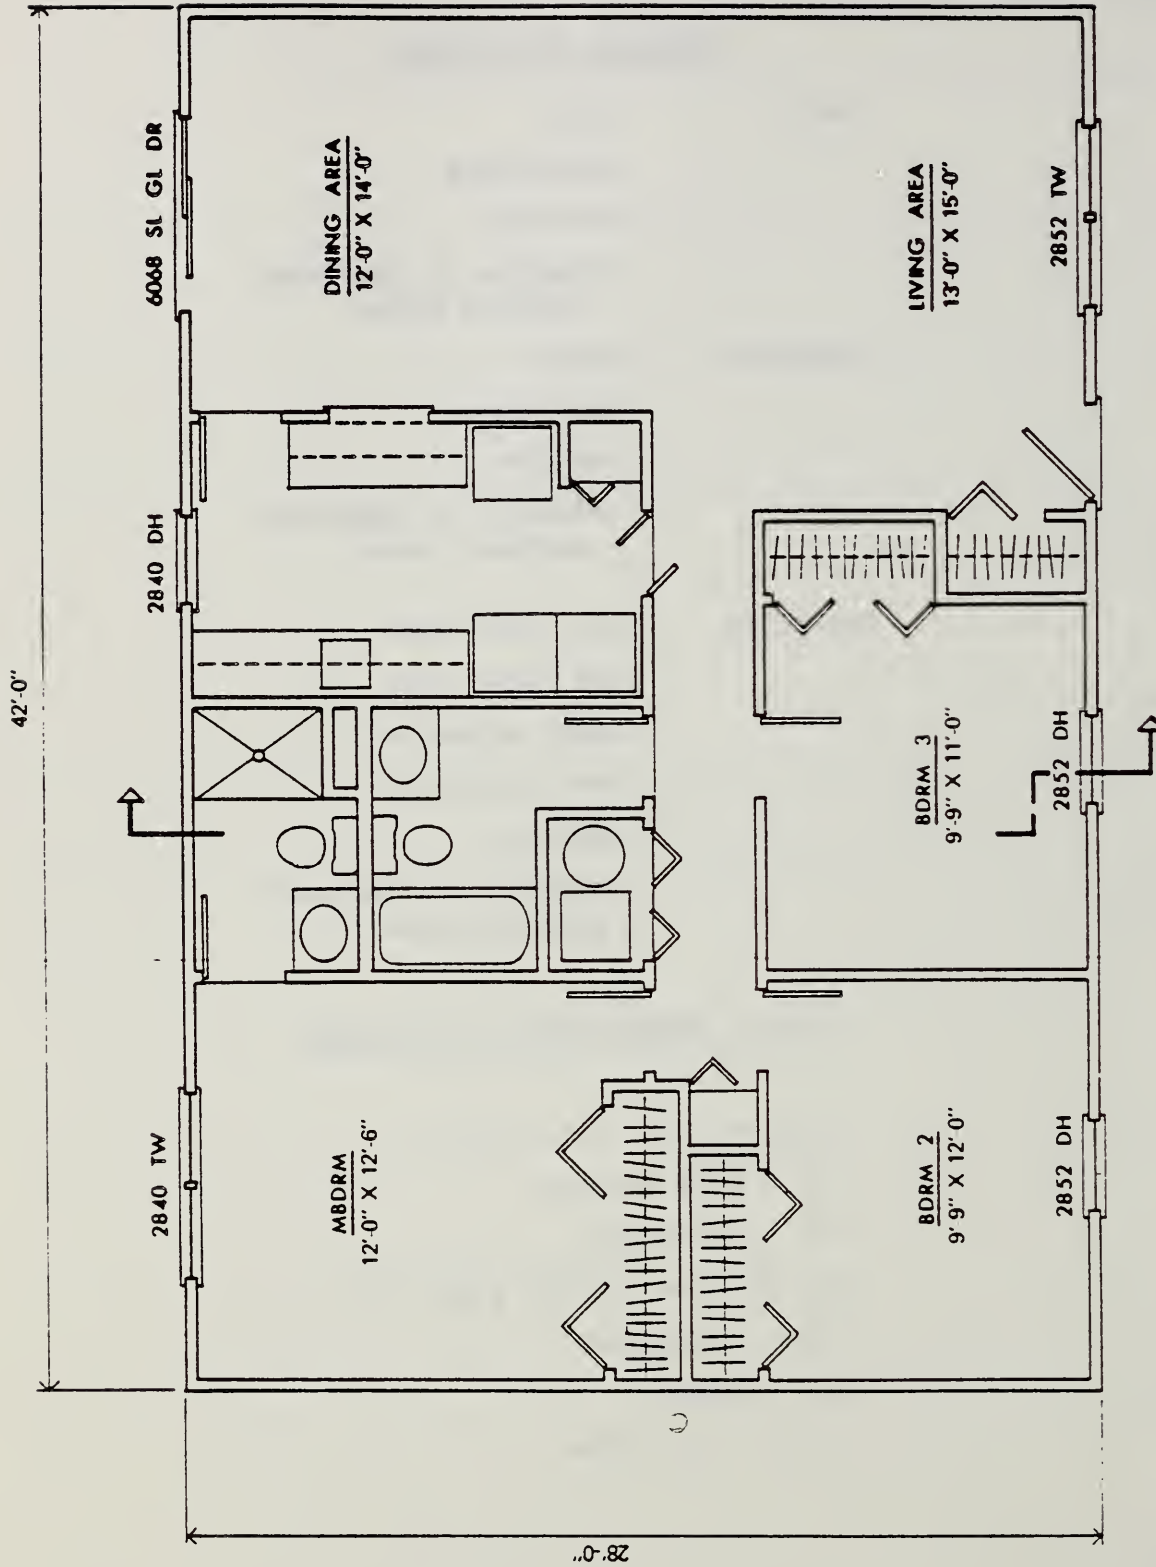 42'-0"
2840 TW
2840 DH
6068 SL GL DR
MBDRM
12'-0" X 12'-6"
DINING AREA
12'-0" X 14'-0"
BDRM 2
9'-9" X 12'-0"
BDRM 3
9'-9" X 11'-0"
LIVING AREA
13'-0" X 15'-0"
2852 DH
2852 DH
2852 TW
28'-0"